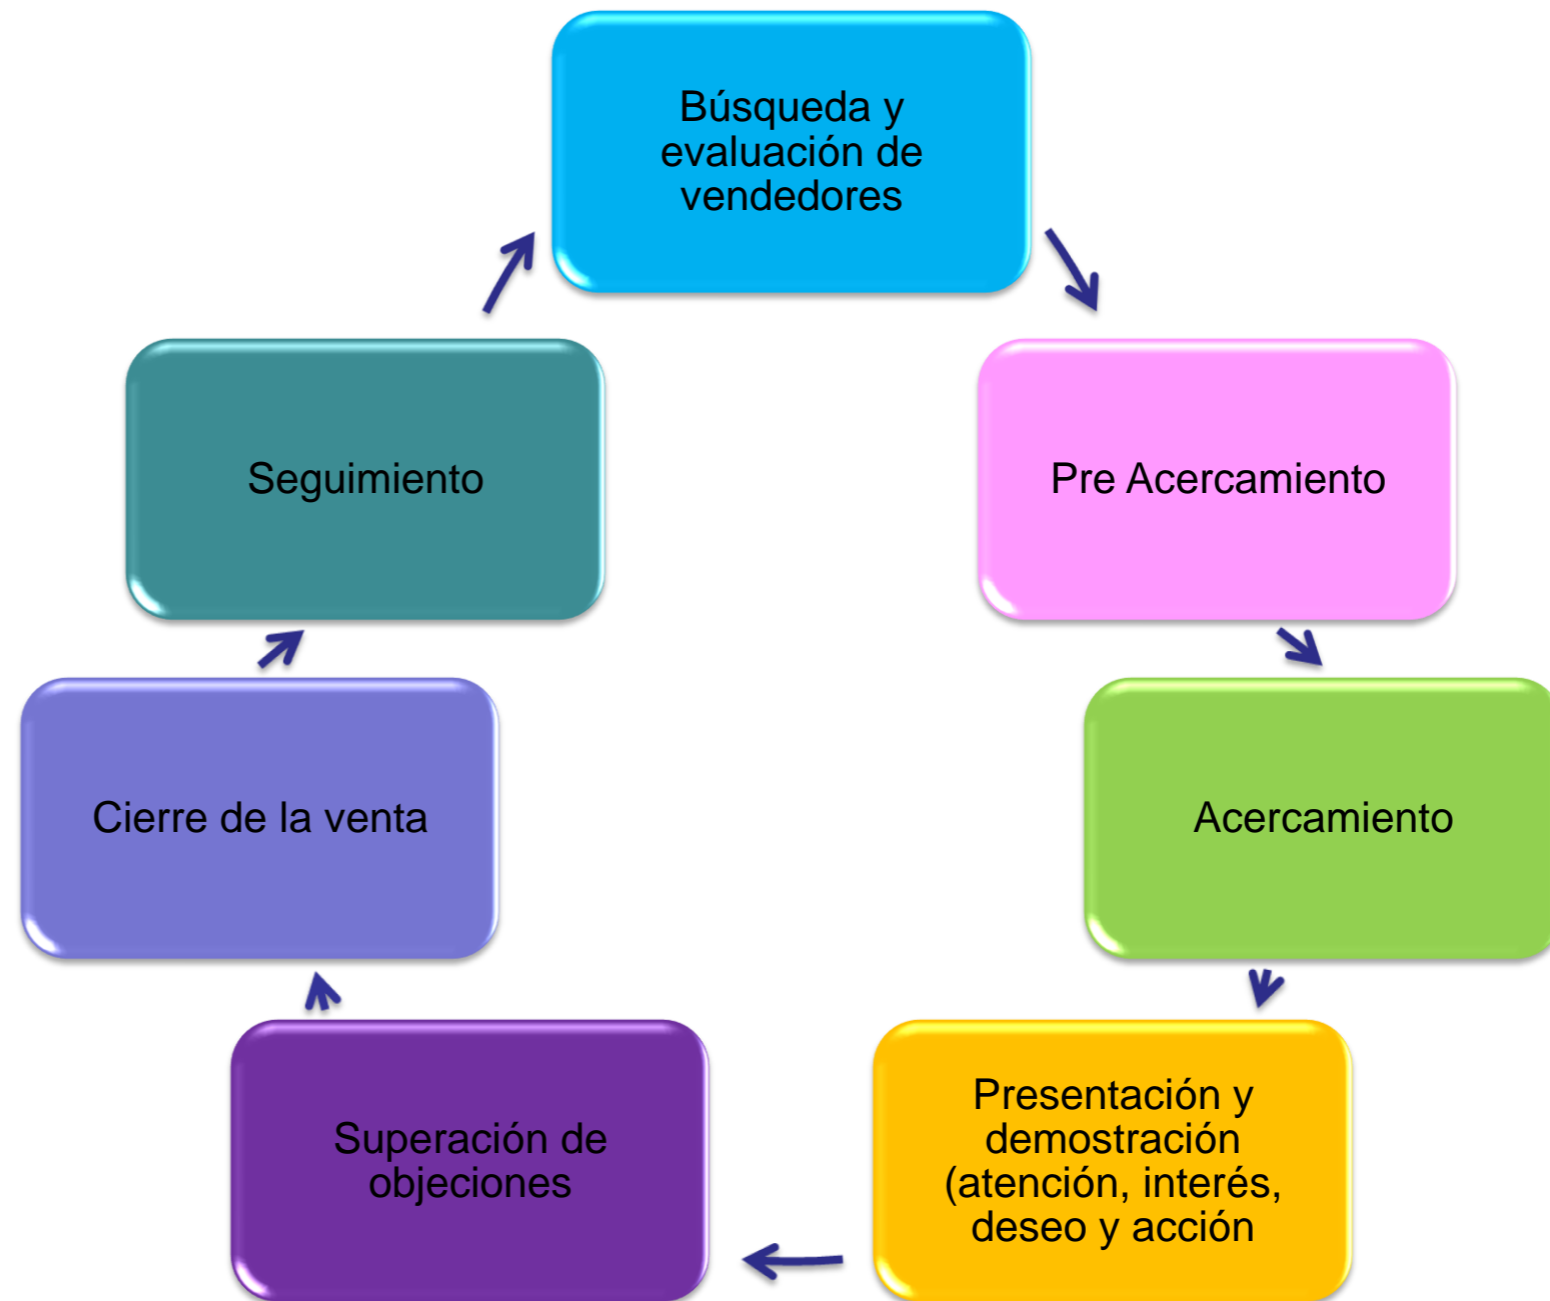 Búsqueda y
evaluación de
vendedores
Pre Acercamiento
Acercamiento
Presentación y
demostración
(atención, interés,
deseo y acción
Superación de
objeciones
Cierre de la venta
Seguimiento